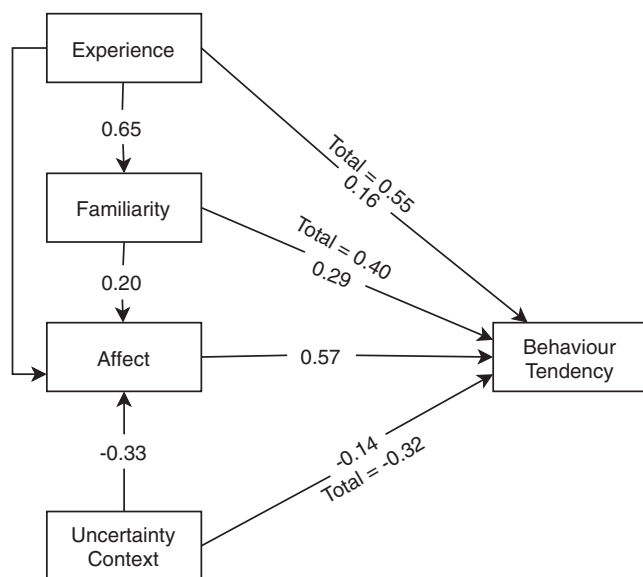 Experience
0.65
Total = 0.55
0.16
Familiarity
Total = 0.40
0.29
0.20
Affect
0.57
Behaviour
Tendency
-0.33
-0.14
Total = -0.32
Uncertainty
Context